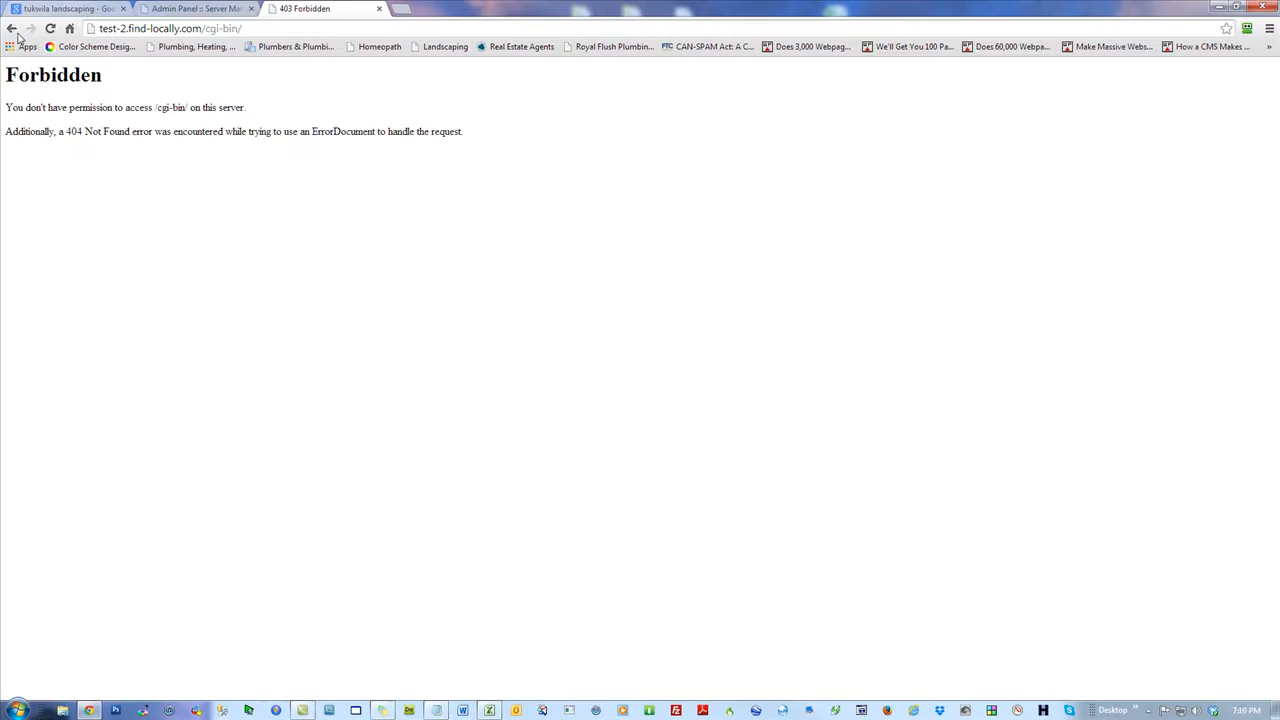 tukwila landscaping - Goo
Admin Panel :: Server Ma
403 Forbidden
test-2.find-locally.com/cgi-bin/
Apps
Color Scheme Desig...
Plumbing, Heating, ...
Plumbers & Plumbi...
Homeopath
Landscaping
Real Estate Agents
Royal Flush Plumbin...
FTC CAN-SPAM Act: A C...
Does 3,000 Webpag...
We'll Get You 100 Pa...
Does 60,000 Webpa...
Make Massive Webs...
How a CMS Makes ...
Forbidden
You don't have permission to access /cgi-bin/ on this server.
Additionally, a 404 Not Found error was encountered while trying to use an ErrorDocument to handle the request.
Desktop
7:10 PM